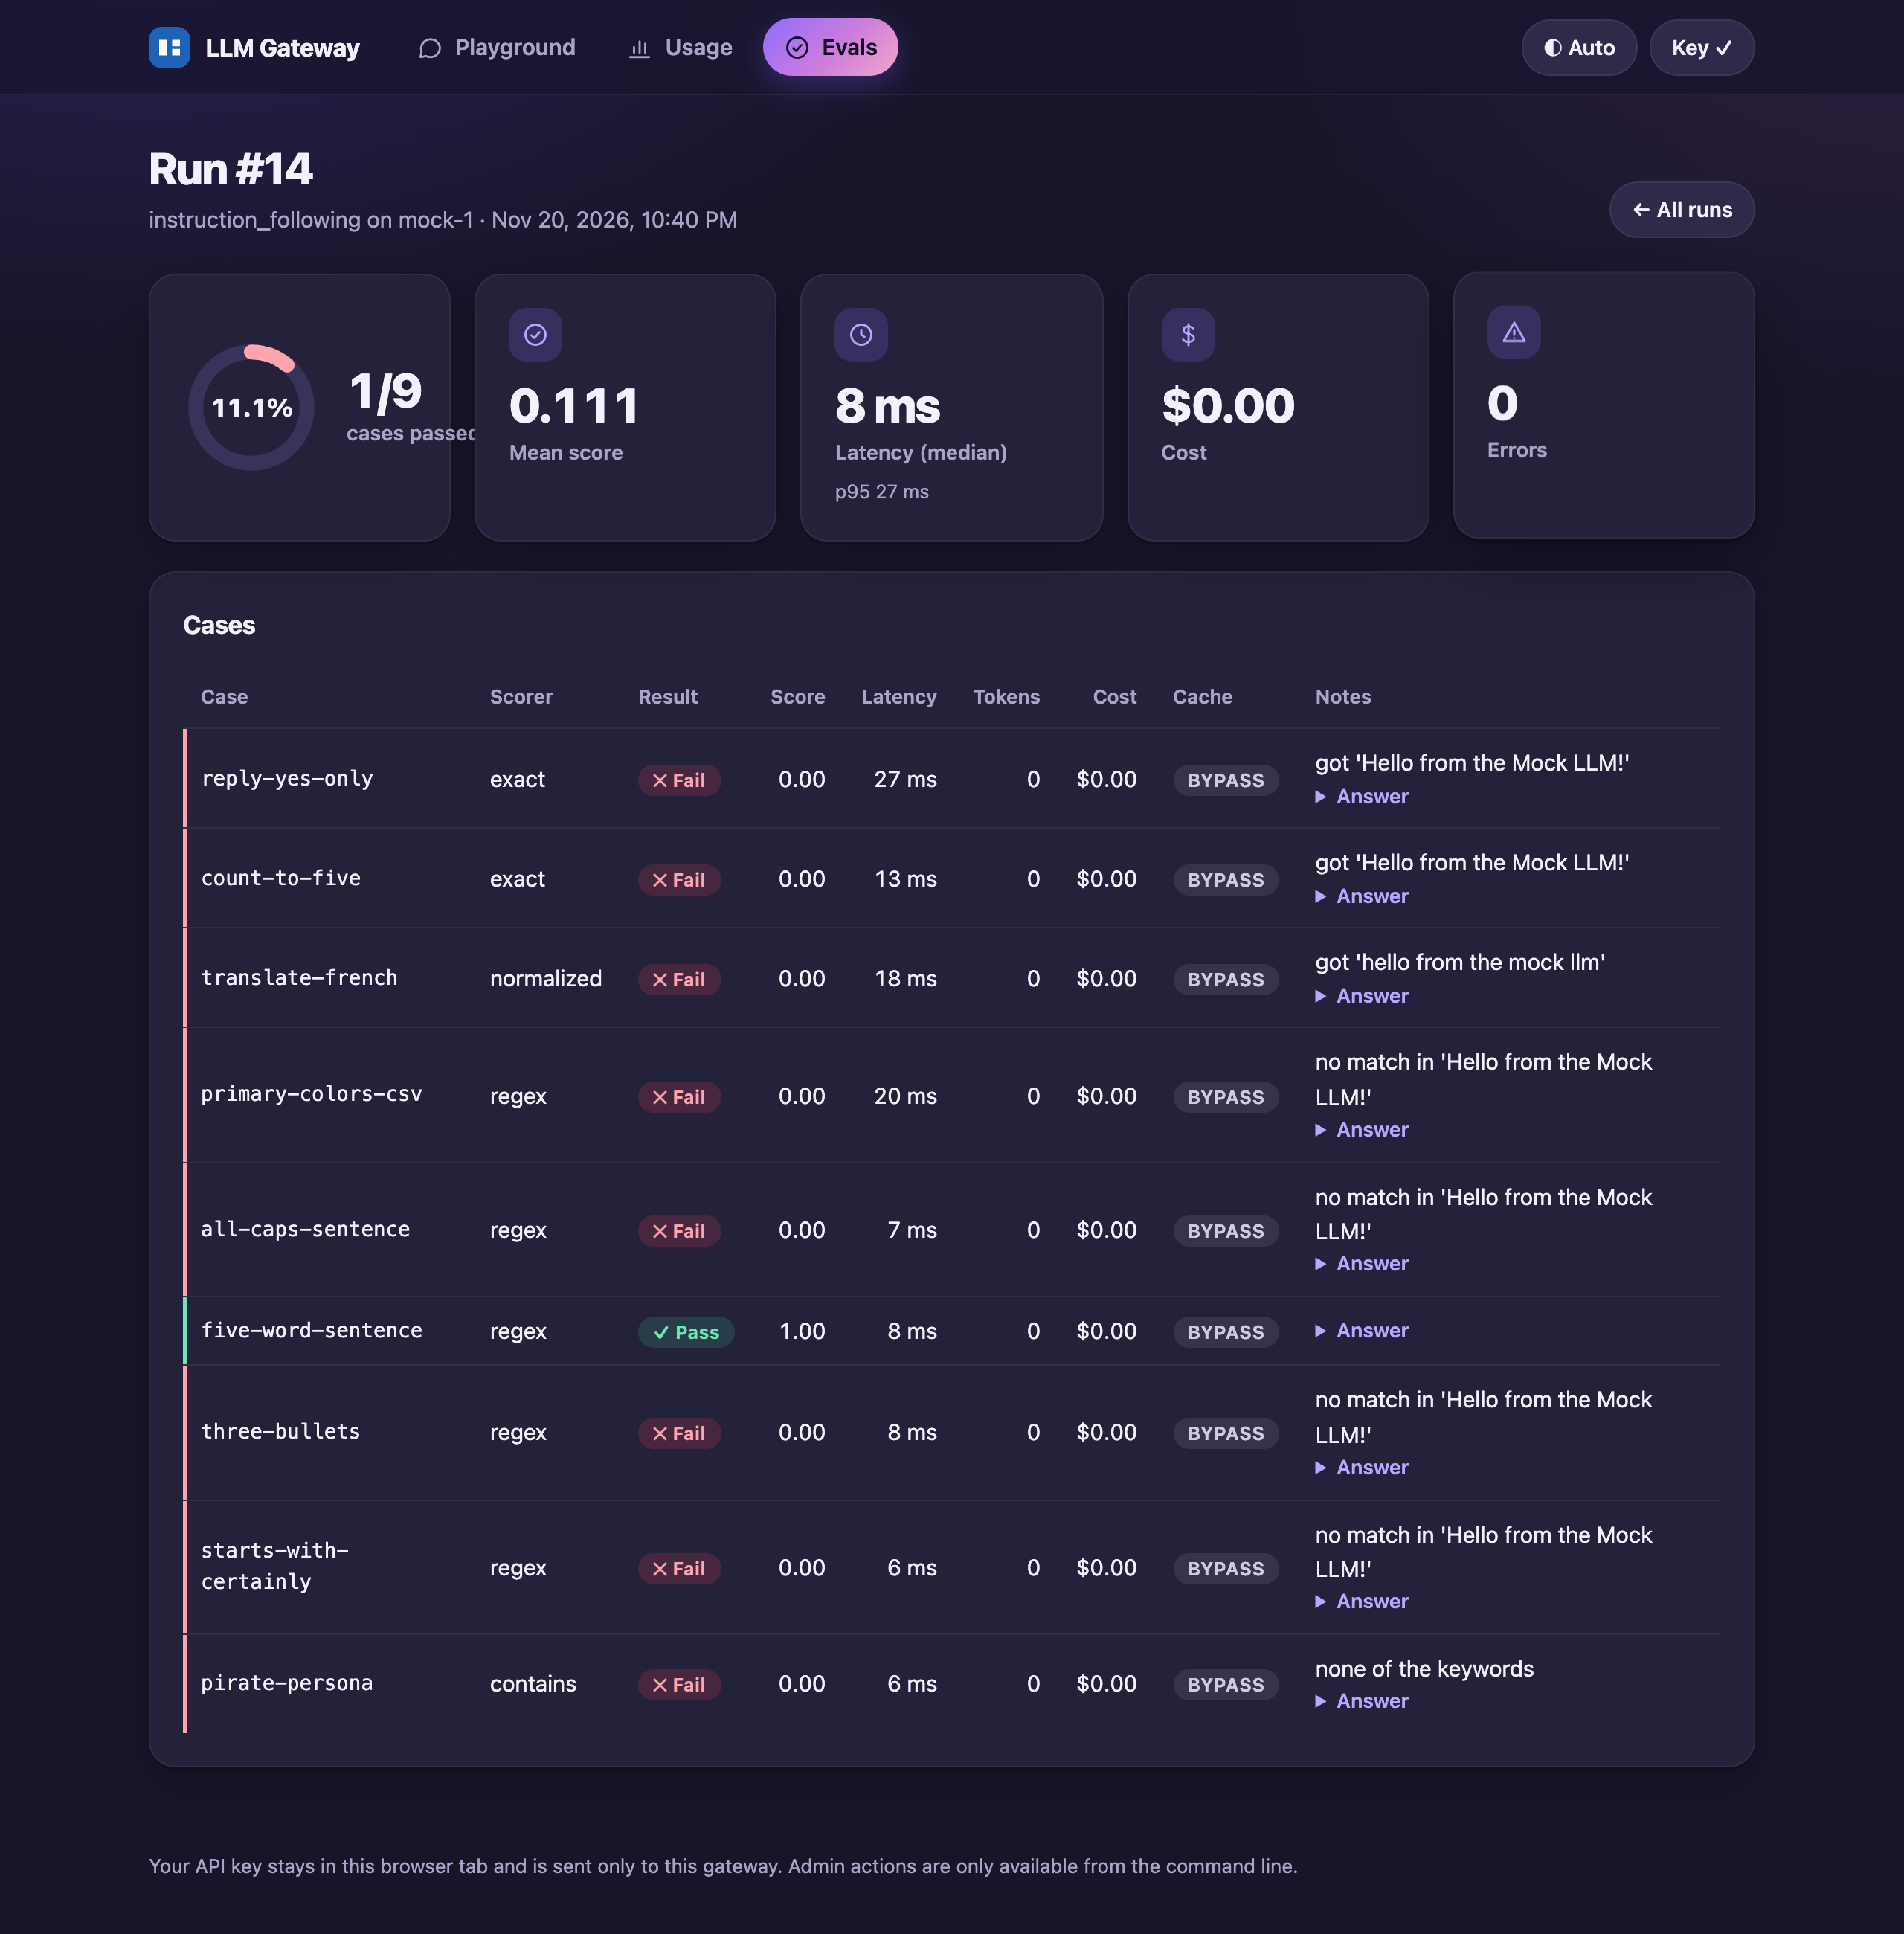 LLM Gateway
Playground
Usage
Evals
Auto
Key ✓
Run #14
instruction_following on mock-1 · Nov 20, 2026, 10:40 PM
← All runs
11.1%
1/9
cases passed
0.111
Mean score
8 ms
Latency (median)
p95 27 ms
$
$0.00
Cost
0
Errors
Cases
Case Scorer Result Score Latency Tokens Cost Cache Notes
reply-yes-only exact ✕ Fail 0.00 27 ms 0 $0.00 BYPASS got 'Hello from the Mock LLM!'
▶ Answer
count-to-five exact ✕ Fail 0.00 13 ms 0 $0.00 BYPASS got 'Hello from the Mock LLM!'
▶ Answer
translate-french normalized ✕ Fail 0.00 18 ms 0 $0.00 BYPASS got 'hello from the mock llm'
▶ Answer
primary-colors-csv regex ✕ Fail 0.00 20 ms 0 $0.00 BYPASS no match in 'Hello from the Mock
LLM!'
▶ Answer
all-caps-sentence regex ✕ Fail 0.00 7 ms 0 $0.00 BYPASS no match in 'Hello from the Mock
LLM!'
▶ Answer
five-word-sentence regex ✓ Pass 1.00 8 ms 0 $0.00 BYPASS ▶ Answer
three-bullets regex ✕ Fail 0.00 8 ms 0 $0.00 BYPASS no match in 'Hello from the Mock
LLM!'
▶ Answer
starts-with-
certainly regex ✕ Fail 0.00 6 ms 0 $0.00 BYPASS no match in 'Hello from the Mock
LLM!'
▶ Answer
pirate-persona contains ✕ Fail 0.00 6 ms 0 $0.00 BYPASS none of the keywords
▶ Answer
Your API key stays in this browser tab and is sent only to this gateway. Admin actions are only available from the command line.